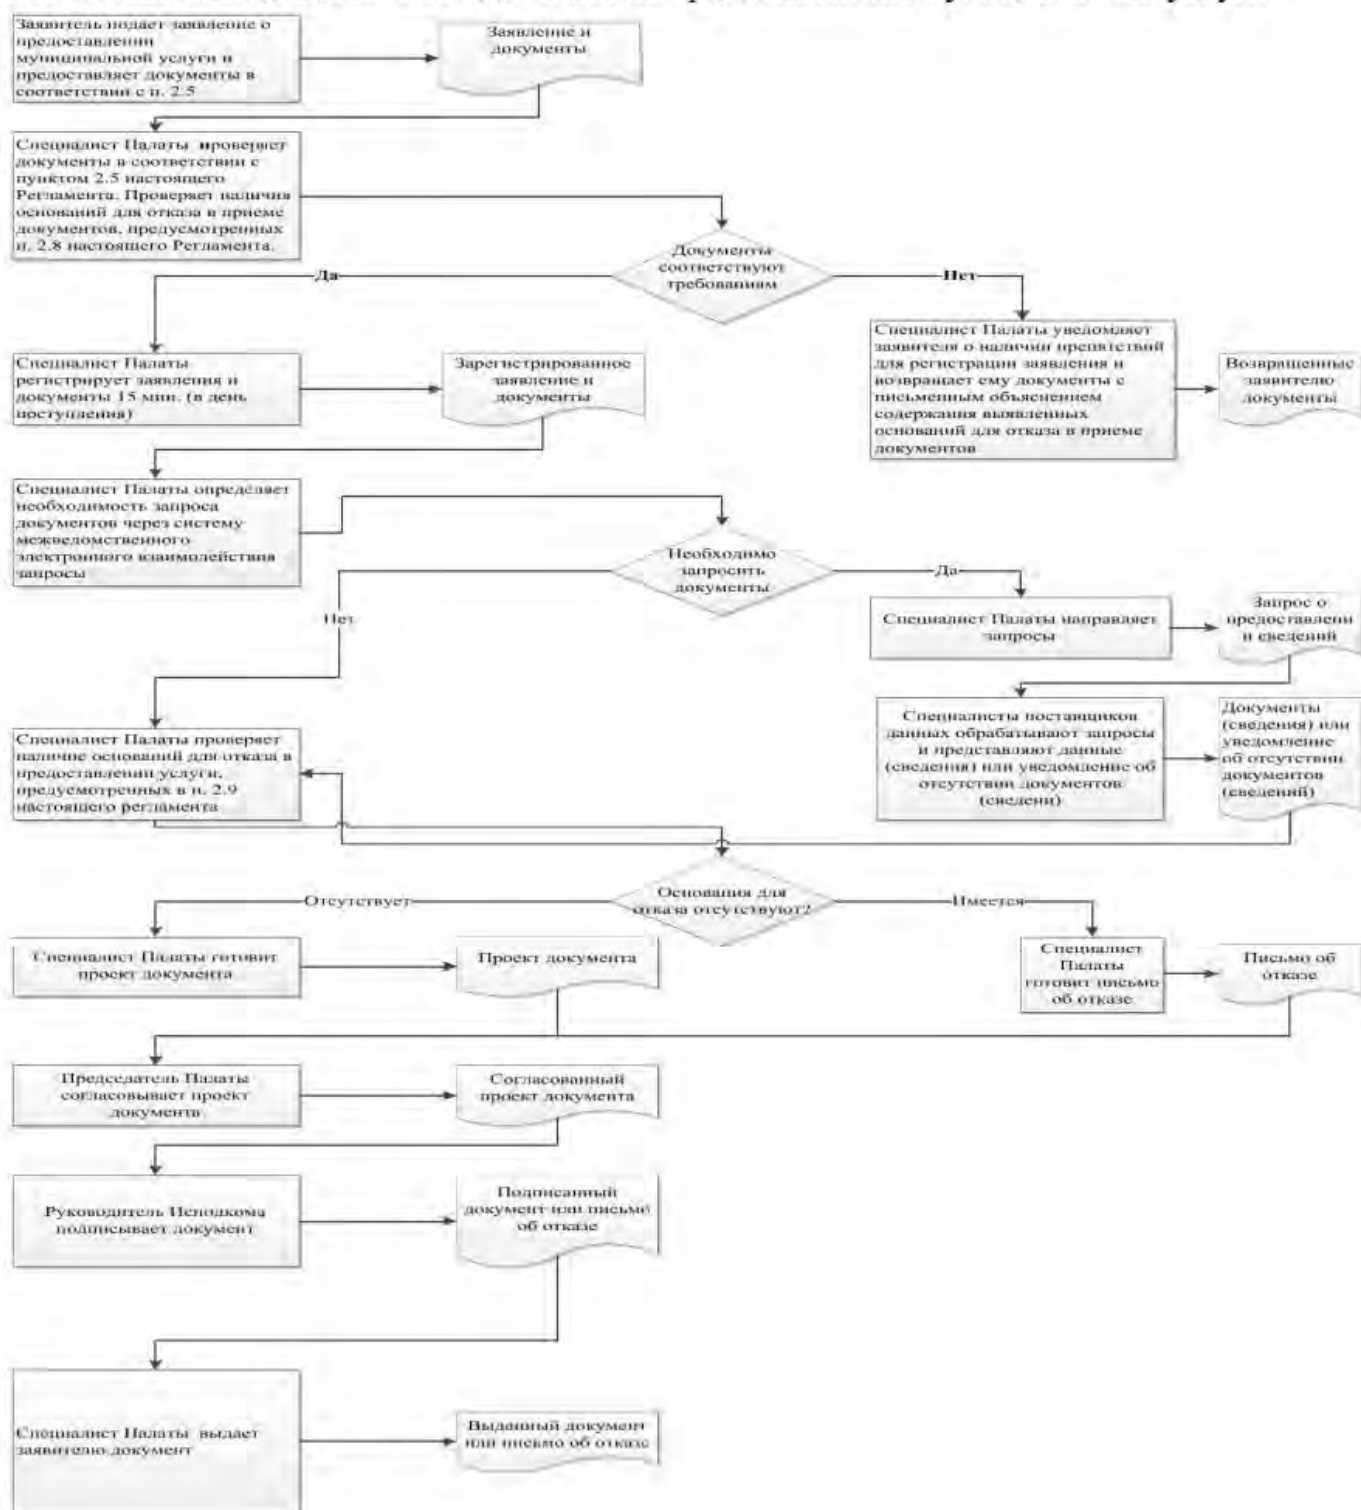 Заявитель подает заявление о
предоставлении
муниципальной услуги и
предоставляет документы в
соответствии с п. 2.5
Заявление и
документы
Специалист Палаты проверяет
документы в соответствии с
пунктом 2.5 настоящего
Регламента. Проверяет наличия
оснований для отказа в приеме
документов, предусмотренных
п. 2.8 настоящего Регламента.
Документы
соответствуют
требованиям
Да
Нет
Специалист Палаты
регистрирует заявления и
документы 15 мин. (в день
поступления)
Зарегистрированное
заявление и
документы
Специалист Палаты уведомляет
заявителя о наличии препятствий
для регистрации заявления и
возвращает ему документы с
письменным объяснением
содержания выявленных
оснований для отказа в приеме
документов
Возвращенные
заявителю
документы
Специалист Палаты определяет
необходимость запроса
документов через систему
межведомственного
электронного взаимодействия
запросы
Необходимо
запросить
документы
Да
Нет
Специалист Палаты направляет
запросы
Запрос о
предоставлени
и сведений
Специалисты поставщиков
данных обрабатывают запросы
и представляют данные
(сведения) или уведомление об
отсутствии документов
(сведени)
Документы
(сведения) или
уведомление
об отсутствии
документов
(сведений)
Специалист Палаты проверяет
наличие оснований для отказа в
предоставлении услуги,
предусмотренных в п. 2.9
настоящего регламента
Основания для
отказа отсутствуют?
Отсутствует
Имеется
Специалист Палаты готовит
проект документа
Проект документа
Специалист
Палаты
готовит письмо
об отказе
Письмо об
отказе
Председатель Палаты
согласовывает проект
документа
Согласованный
проект документа
Руководитель Исполкома
подписывает документ
Подписанный
документ или письмо
об отказе
Специалист Палаты выдает
заявителю документ
Выданный документ
или письмо об отказе